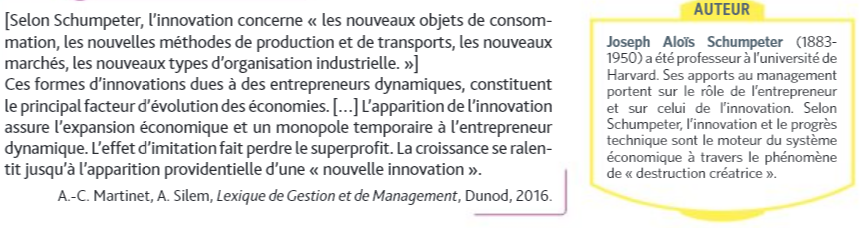 [Selon Schumpeter, l'innovation concerne « les nouveaux objets de consom-
mation, les nouvelles méthodes de production et de transports, les nouveaux
marchés, les nouveaux types d'organisation industrielle. »]
Ces formes d'innovations dues à des entrepreneurs dynamiques, constituent
le principal facteur d'évolution des économies. [...] L'apparition de l'innovation
assure l'expansion économique et un monopole temporaire à l'entrepreneur
dynamique. L'effet d'imitation fait perdre le superprofit. La croissance se ralen-
tit jusqu'à l'apparition providentielle d'une « nouvelle innovation ».
A.-C. Martinet, A. Silem, Lexique de Gestion et de Management, Dunod, 2016.
AUTEUR
Joseph Aloïs Schumpeter (1883-
1950) a été professeur à l'université de
Harvard. Ses apports au management
portent sur le rôle de l'entrepreneur
et sur celui de l'innovation. Selon
Schumpeter, l'innovation et le progrès
technique sont le moteur du système
économique à travers le phénomène
de « destruction créatrice ».